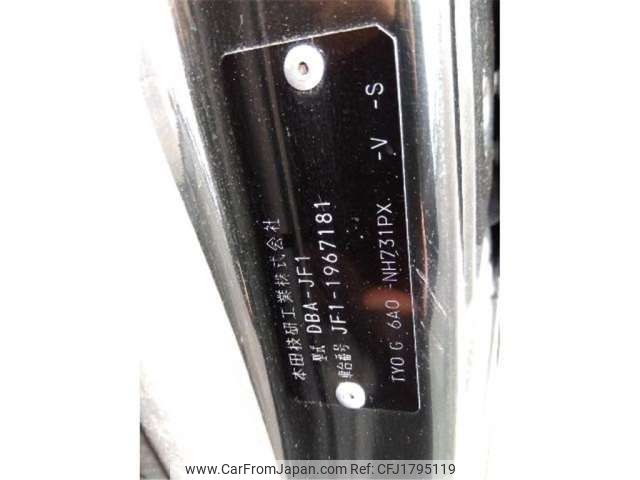 本田技研工業株式会社
型式 DBA-JF1
車台番号 JF1-1967181
TY0 G 6A0 -NH731PX -V -S
www.CarFromJapan.com Ref:CFJ1795119